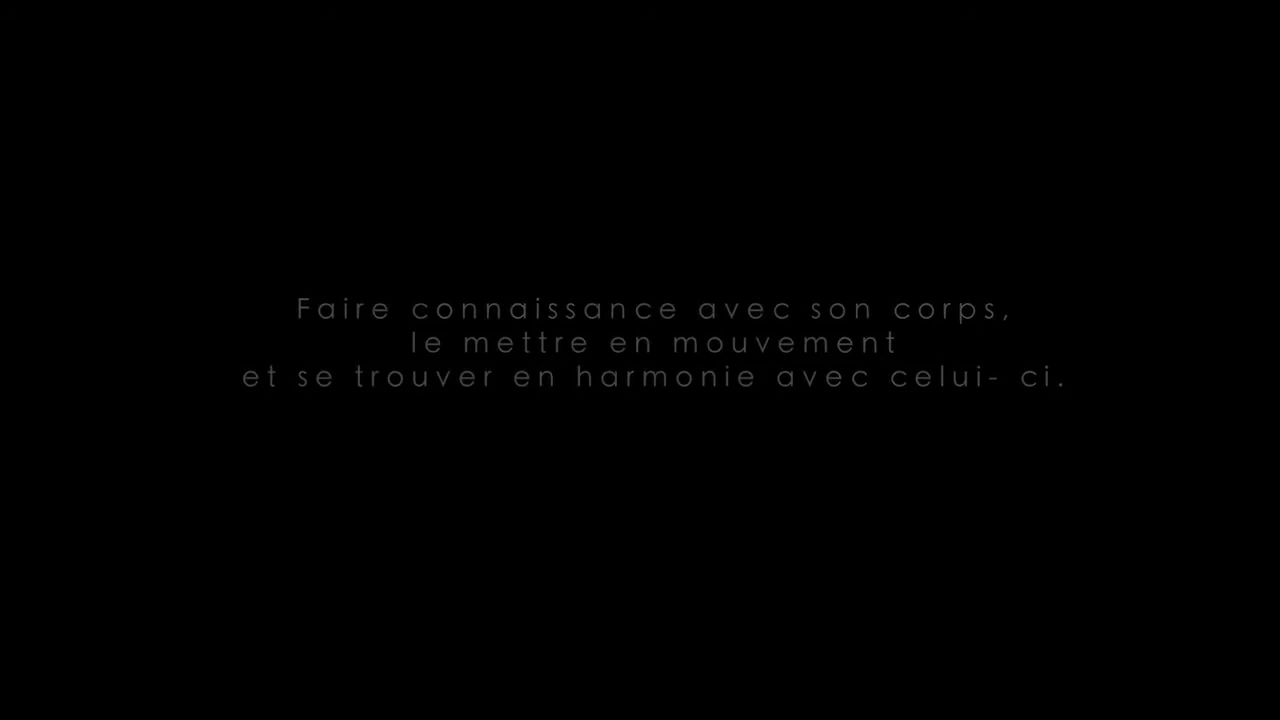 Faire connaissance avec son corps,
le mettre en mouvement
et se trouver en harmonie avec celui- ci.